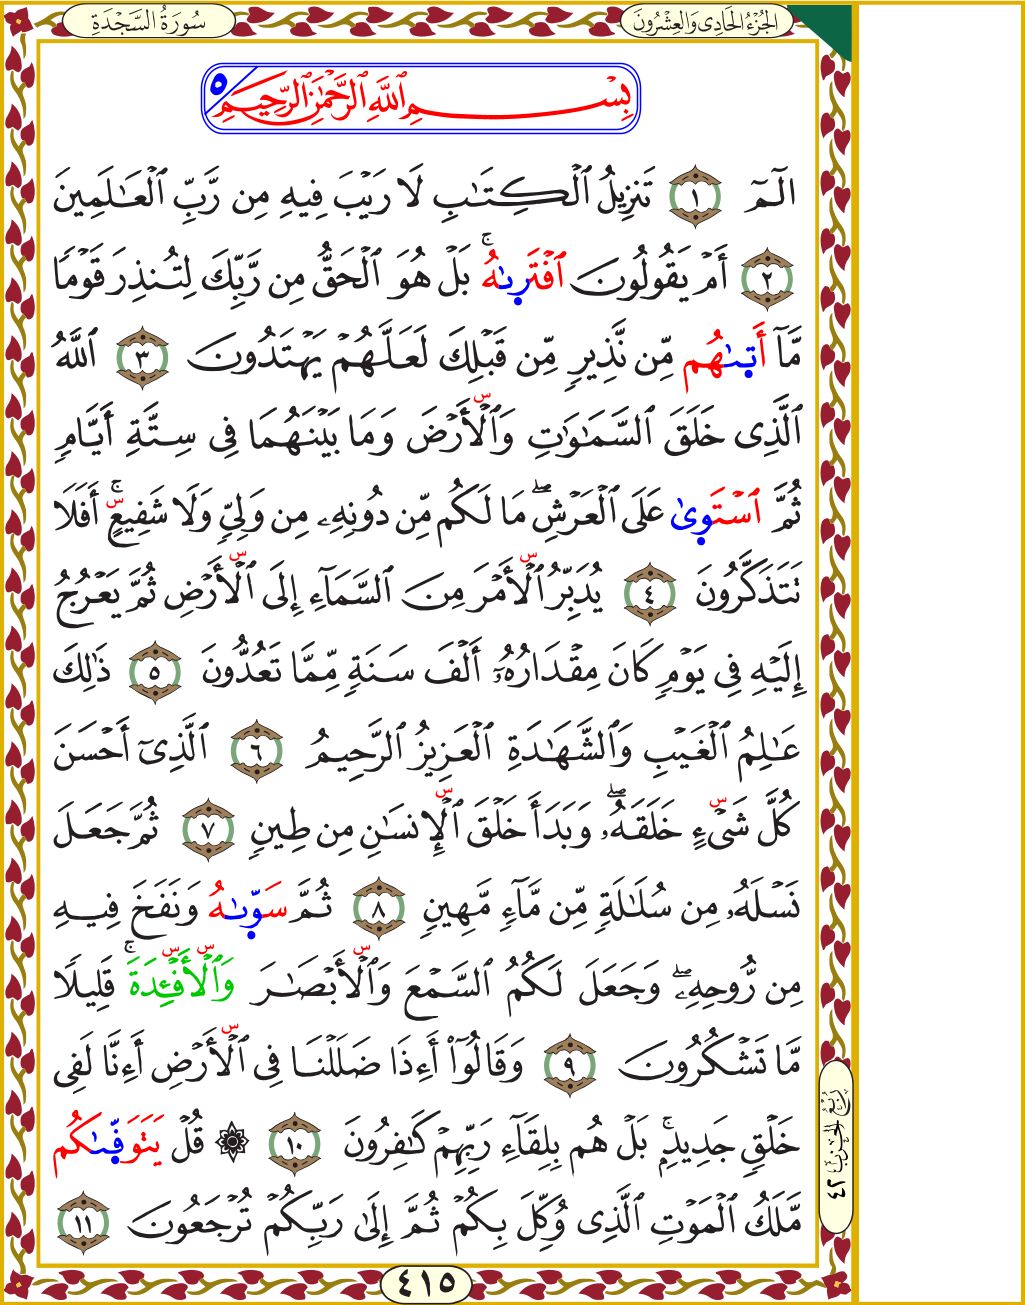 سُورَةُ السَّجْدَةِ
الجُزْءُ الحَادِى وَالعِشْرُونَ
بِسْمِ ٱللَّهِ ٱلرَّحْمَٰنِ ٱلرَّحِيمِ ٥
الٓمٓ ١ تَنزِيلُ ٱلْكِتَٰبِ لَا رَيْبَ فِيهِ مِن رَّبِّ ٱلْعَٰلَمِينَ
٢ أَمْ يَقُولُونَ ٱفْتَرِىٰهُ ۚ بَلْ هُوَ ٱلْحَقُّ مِن رَّبِّكَ لِتُنذِرَ قَوْمًا
مَّآ أَتِىٰهُم مِّن نَّذِيرٍ مِّن قَبْلِكَ لَعَلَّهُمْ يَهْتَدُونَ ٣ ٱللَّهُ
ٱلَّذِى خَلَقَ ٱلسَّمَٰوَٰتِ وَٱلْأَرْضَ وَمَا بَيْنَهُمَا فِى سِتَّةِ أَيَّامٍ
ثُمَّ ٱسْتَوِىٰ عَلَى ٱلْعَرْشِ ۖ مَا لَكُم مِّن دُونِهِۦ مِن وَلِىٍّ وَلَا شَفِيعٍ ۚ أَفَلَا
تَتَذَكَّرُونَ ٤ يُدَبِّرُ ٱلْأَمْرَ مِنَ ٱلسَّمَآءِ إِلَى ٱلْأَرْضِ ثُمَّ يَعْرُجُ
إِلَيْهِ فِى يَوْمٍ كَانَ مِقْدَارُهُۥٓ أَلْفَ سَنَةٍ مِّمَّا تَعُدُّونَ ٥ ذَٰلِكَ
عَٰلِمُ ٱلْغَيْبِ وَٱلشَّهَٰدَةِ ٱلْعَزِيزُ ٱلرَّحِيمُ ٦ ٱلَّذِىٓ أَحْسَنَ
كُلَّ شَىْءٍ خَلَقَهُۥ ۖ وَبَدَأَ خَلْقَ ٱلْإِنسَٰنِ مِن طِينٍ ٧ ثُمَّ جَعَلَ
نَسْلَهُۥ مِن سُلَٰلَةٍ مِّن مَّآءٍ مَّهِينٍ ٨ ثُمَّ سَوِّىٰهُ وَنَفَخَ فِيهِ
مِن رُّوحِهِۦ ۖ وَجَعَلَ لَكُمُ ٱلسَّمْعَ وَٱلْأَبْصَٰرَ وَٱلْأَفْـِٔدَةَ ۚ قَلِيلًا
مَّا تَشْكُرُونَ ٩ وَقَالُوٓا۟ أَءِذَا ضَلَلْنَا فِى ٱلْأَرْضِ أَءِنَّا لَفِى
خَلْقٍ جَدِيدٍۭ ۚ بَلْ هُم بِلِقَآءِ رَبِّهِمْ كَٰفِرُونَ ١٠ ۞ قُلْ يَتَوَفِّىٰكُم
مَّلَكُ ٱلْمَوْتِ ٱلَّذِى وُكِّلَ بِكُمْ ثُمَّ إِلَىٰ رَبِّكُمْ تُرْجَعُونَ ١١
رُبْعُ الحِزْبِ ٤٢
٤١٥